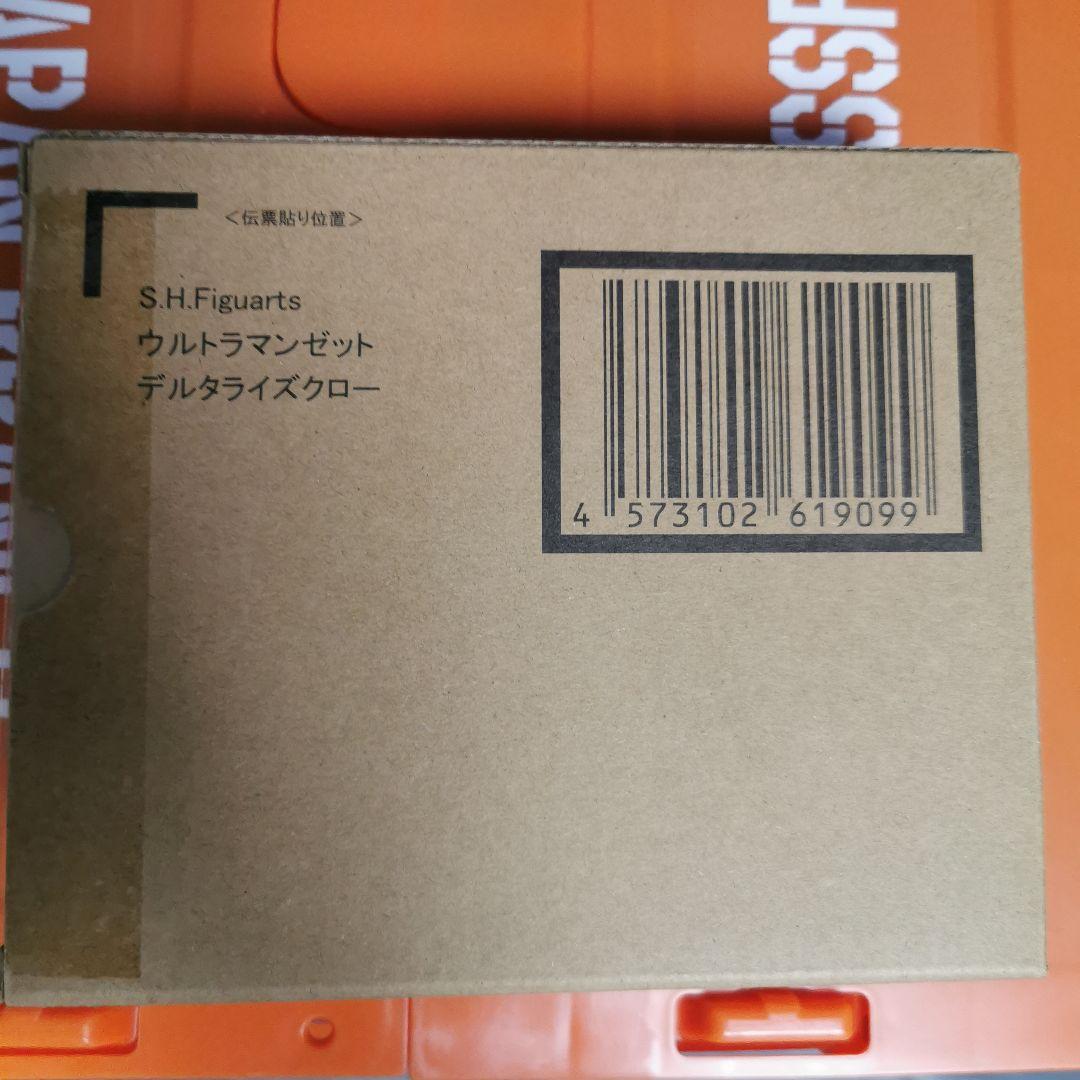 <伝票貼り位置>
S.H.Figuarts
ウルトラマンゼット
デルタライズクロー
4 573102 619099